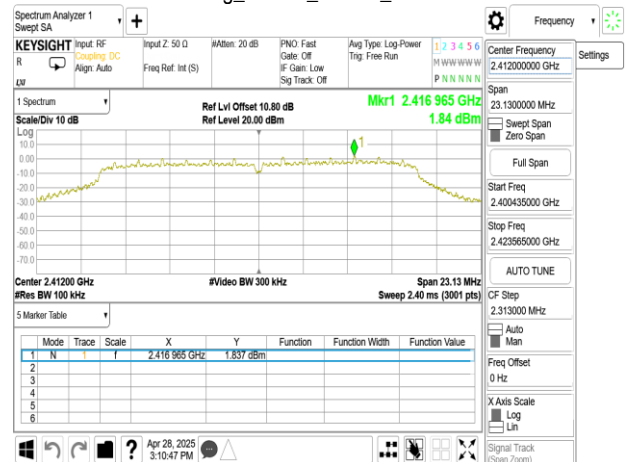 Spectrum Analyzer 1
Swept SA
Frequency
KEYSIGHT
R
Input: RF
Coupling: DC
Align: Auto
Input Z: 50 Ω
Freq Ref: Int (S)
#Atten: 20 dB
PNO: Fast
Gate: Off
IF Gain: Low
Sig Track: Off
Avg Type: Log-Power
Trig: Free Run
1 2 3 4 5 6
M W W W W W
P N N N N N
Center Frequency
2.412000000 GHz
Settings
Span
23.1300000 MHz
Swept Span
Zero Span
Full Span
Start Freq
2.400435000 GHz
Stop Freq
2.423565000 GHz
AUTO TUNE
CF Step
2.313000 MHz
Auto
Man
Freq Offset
0 Hz
X Axis Scale
Log
Lin
Signal Track
(Span Zoom)
1 Spectrum
Scale/Div 10 dB
Ref Lvl Offset 10.80 dB
Ref Level 20.00 dBm
Mkr1 2.416 965 GHz
1.84 dBm
Log
10.0
0.00
-10.0
-20.0
-30.0
-40.0
-50.0
-60.0
-70.0
1
Center 2.41200 GHz
#Res BW 100 kHz
#Video BW 300 kHz
Span 23.13 MHz
Sweep 2.40 ms (3001 pts)
5 Marker Table
Mode Trace Scale X Y Function Function Width Function Value
1 N 1 f 2.416 965 GHz 1.837 dBm
2
3
4
5
6
?
Apr 28, 2025
3:10:47 PM